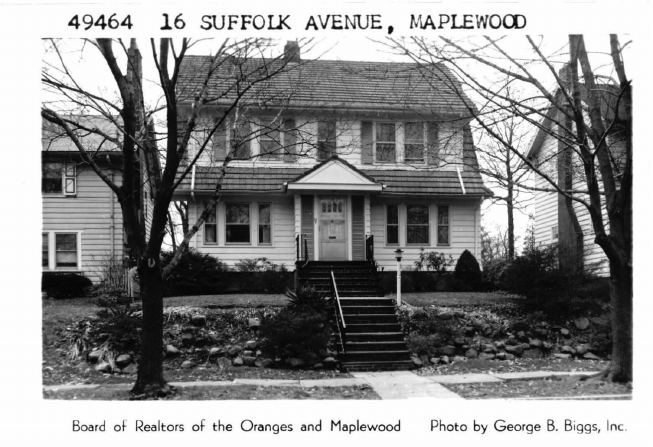 49464 16 SUFFOLK AVENUE, MAPLEWOOD
Board of Realtors of the Oranges and Maplewood Photo by George B. Biggs, Inc.